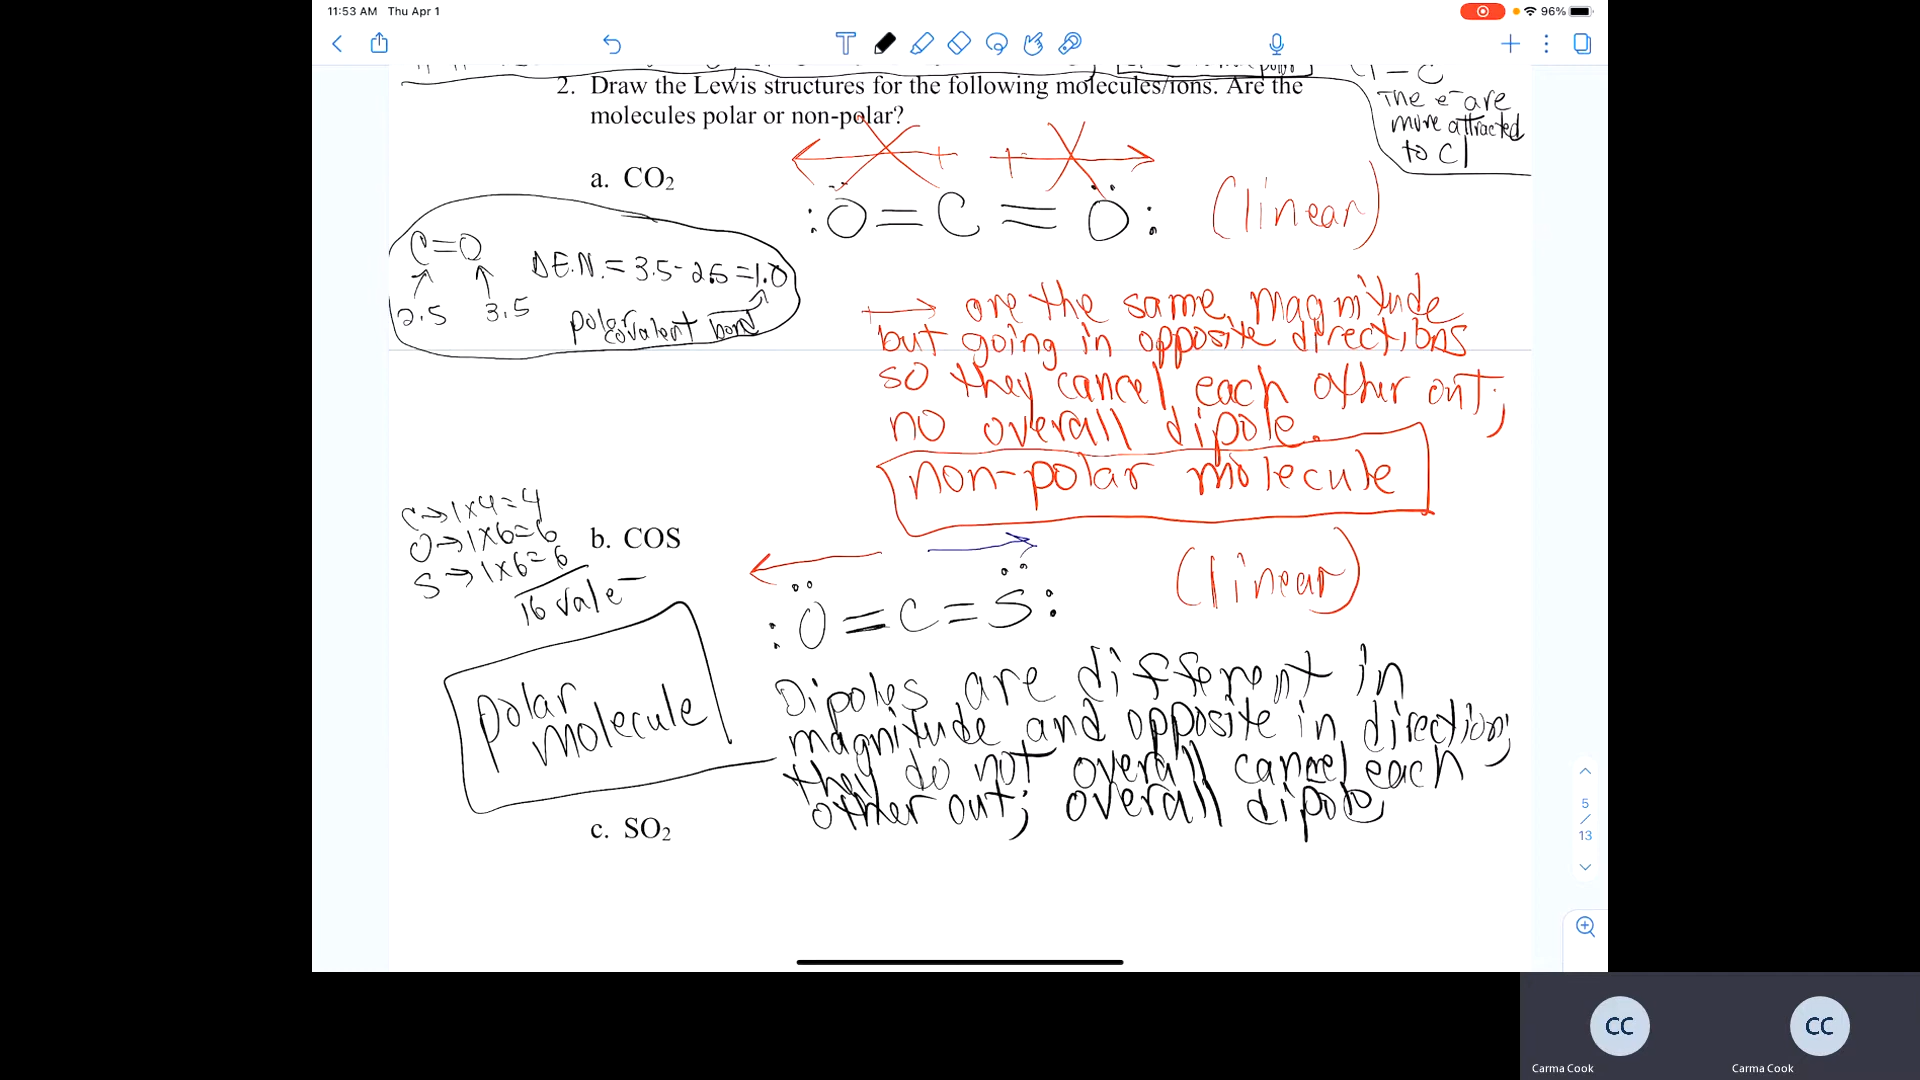 11:53 AM Thu Apr 1
96%
2. Draw the Lewis structures for the following molecules/ions. Are the
molecules polar or non-polar?
The e⁻ are
more attracted
to Cl
a. CO₂
:Ö=C=Ö:
(linear)
C=O
Δ E.N. = 3.5-2.5 = 1.0
2.5
3.5
polar
covalent bond
are the same magnitude
but going in opposite directions
so they cancel each other out;
no overall dipole.
non-polar molecule
C→1x4=4
O→1x6=6
S→1x6=6
16 val e⁻
b. COS
(linear)
:Ö=C=S̈:
polar
molecule
Dipoles are different in
magnitude and opposite in direction;
they do not overall cancel each
other out; overall dipole
c. SO₂
5
/
13
CC
CC
Carma Cook
Carma Cook